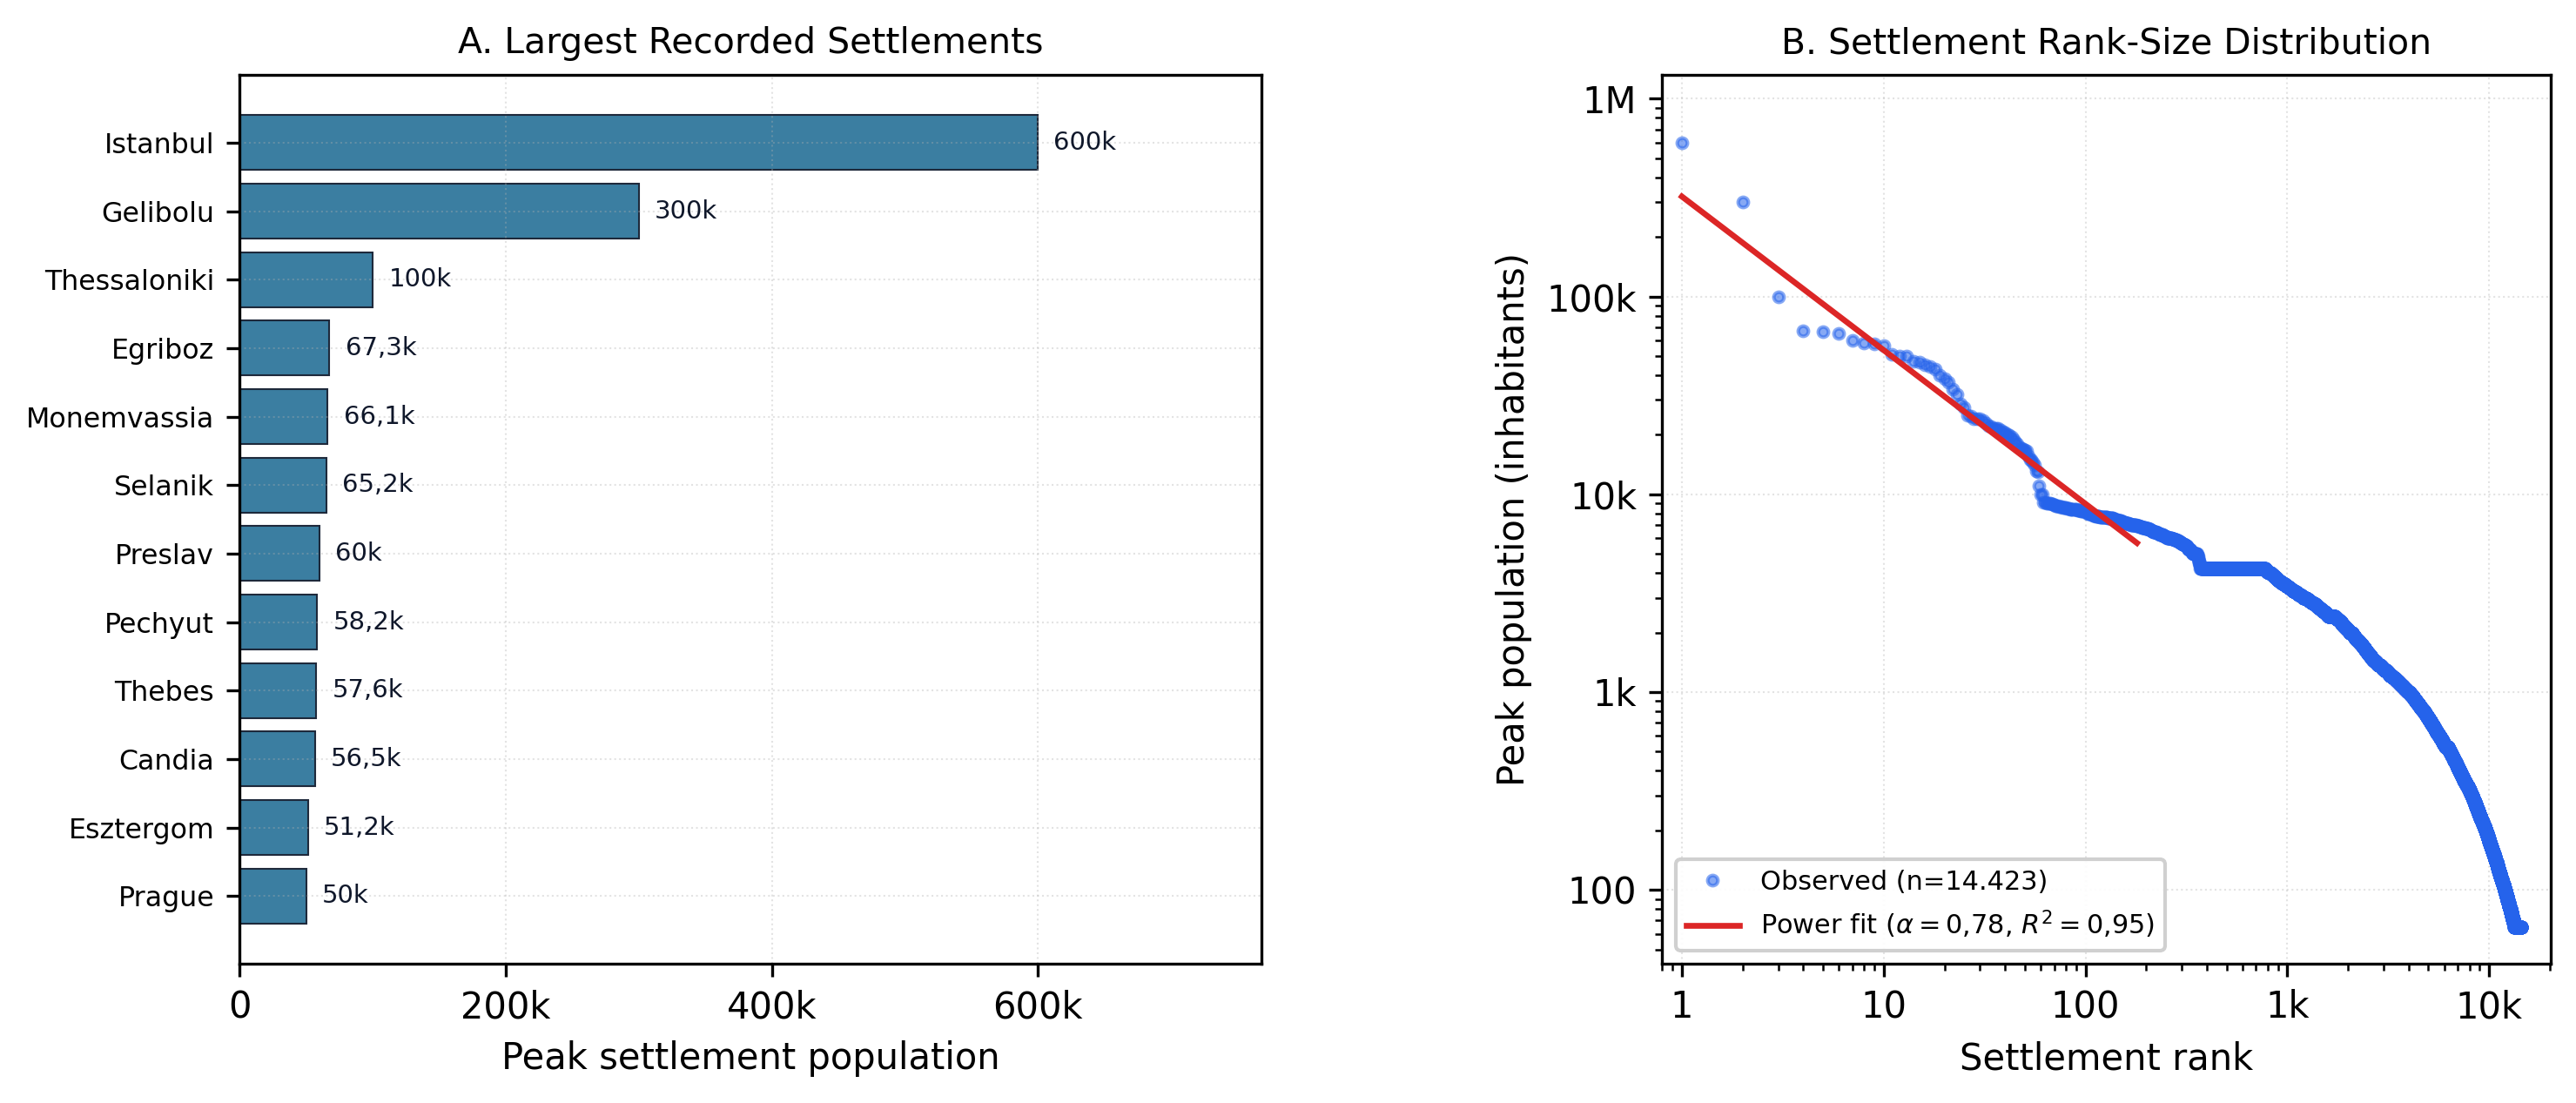 A. Largest Recorded Settlements
Istanbul
600k
Gelibolu
300k
Thessaloniki
100k
Egriboz
67,3k
Monemvassia
66,1k
Selanik
65,2k
Preslav
60k
Pechyut
58,2k
Thebes
57,6k
Candia
56,5k
Esztergom
51,2k
Prague
50k
0 200k 400k 600k
Peak settlement population
B. Settlement Rank-Size Distribution
Peak population (inhabitants)
1M
100k
10k
1k
100
Observed (n=14.423)
Power fit (α = 0,78, R² = 0,95)
1 10 100 1k 10k
Settlement rank